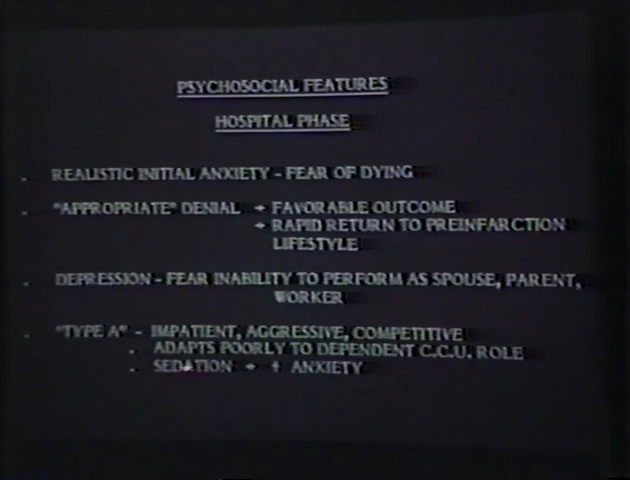 PSYCHOSOCIAL FEATURES
HOSPITAL PHASE
. REALISTIC INITIAL ANXIETY - FEAR OF DYING
. "APPROPRIATE" DENIAL → FAVORABLE OUTCOME
→ RAPID RETURN TO PREINFARCTION
LIFESTYLE
. DEPRESSION - FEAR INABILITY TO PERFORM AS SPOUSE, PARENT,
WORKER
. "TYPE A" - IMPATIENT, AGGRESSIVE, COMPETITIVE
. ADAPTS POORLY TO DEPENDENT C.C.U. ROLE
. SEDATION → ↑ ANXIETY